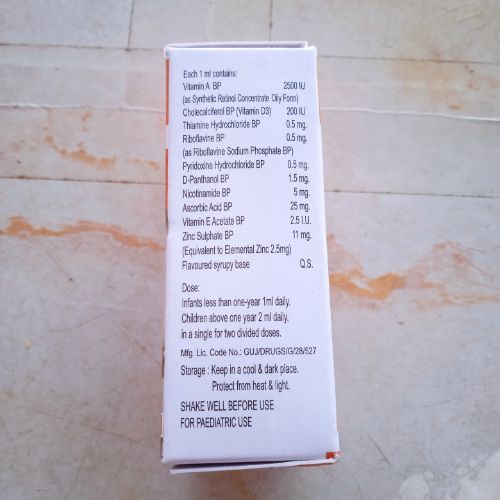 Each 1 ml contains:
Vitamin A BP 2500 IU
(as Synthetic Retinol Concentrate Oily Form)
Cholecalciferol BP (Vitamin D3) 200 IU
Thiamine Hydrochloride BP 0.5 mg.
Riboflavine BP 0.5 mg.
(as Riboflavine Sodium Phosphate BP)
Pyridoxine Hydrochloride BP 0.5 mg.
D-Panthanol BP 1.5 mg.
Nicotinamide BP 5 mg.
Ascorbic Acid BP 25 mg.
Vitamin E Acetate BP 2.5 I.U.
Zinc Sulphate BP 11 mg.
(Equivalent to Elemental Zinc 2.5mg)
Flavoured syrupy base Q.S.
Dose:
Infants less than one-year 1ml daily.
Children above one year 2 ml daily,
in a single for two divided doses.
Mfg. Lic. Code No.: GUJ/DRUGS/G/28/527
Storage : Keep in a cool & dark place.
Protect from heat & light.
SHAKE WELL BEFORE USE
FOR PAEDIATRIC USE